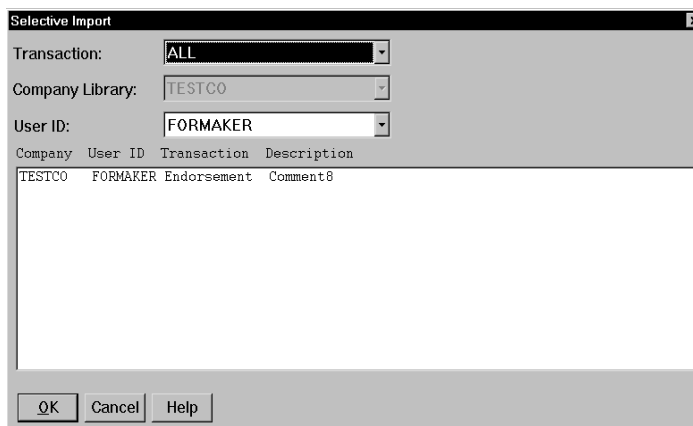 Selective Import
Transaction: ALL
Company Library: TESTCO
User ID: FORMAKER
Company User ID Transaction Description
TESTCO FORMAKER Endorsement Comment8
OK Cancel Help